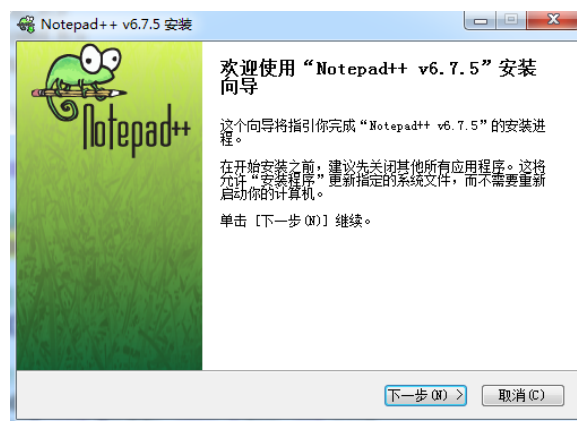 Notepad++ v6.7.5 安装
Notepad++
欢迎使用“Notepad++ v6.7.5”安装
向导
这个向导将指引你完成“Notepad++ v6.7.5”的安装进
程。
在开始安装之前，建议先关闭其他所有应用程序。这将
允许“安装程序”更新指定的系统文件，而不需要重新
启动你的计算机。
单击 [下一步(N)] 继续。
下一步(N) >
取消(C)